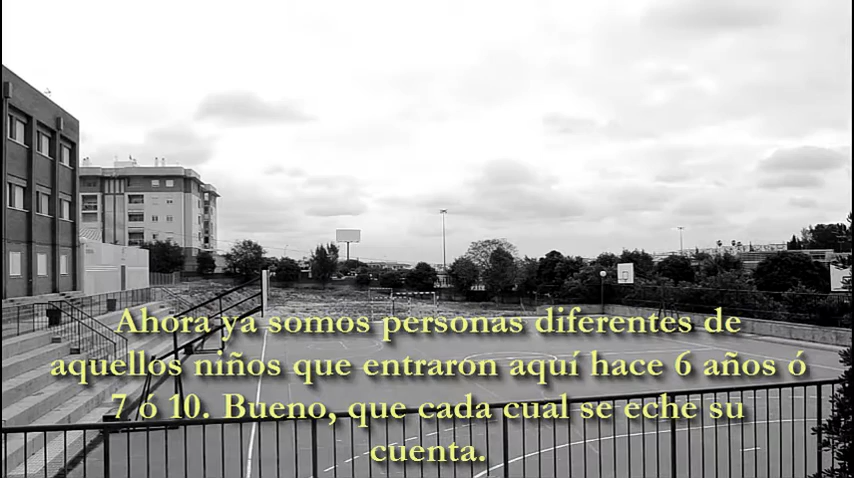 Ahora ya somos personas diferentes de
aquellos niños que entraron aquí hace 6 años ó
7 ó 10. Bueno, que cada cual se eche su
cuenta.